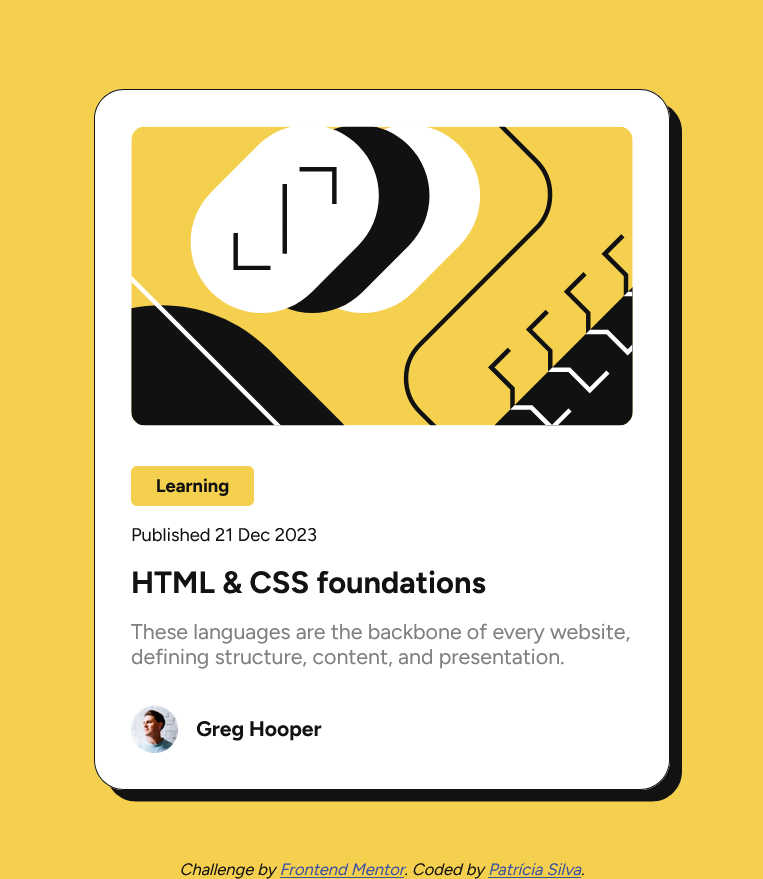 Learning
Published 21 Dec 2023
HTML & CSS foundations
These languages are the backbone of every website,
defining structure, content, and presentation.
Greg Hooper
Challenge by Frontend Mentor. Coded by Patrícia Silva.